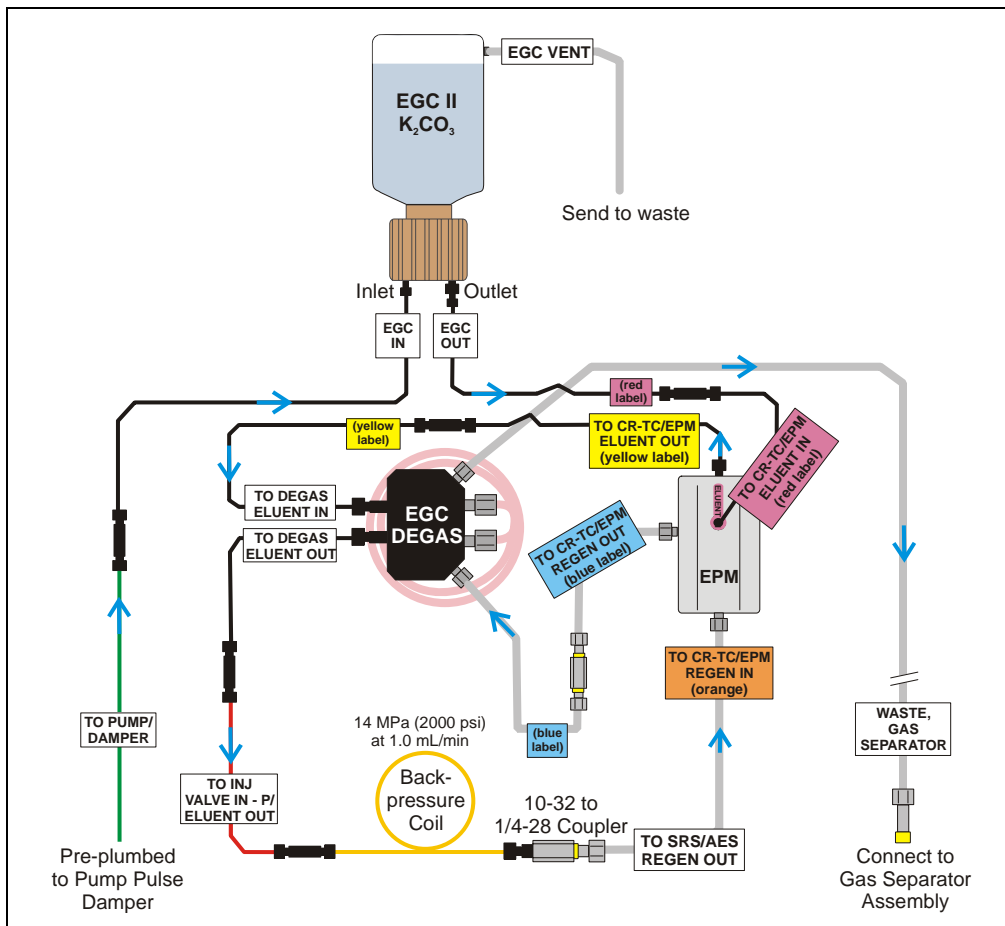 EGC VENT
EGC II
K₂CO₃
Send to waste
Inlet
Outlet
EGC
IN
EGC
OUT
(red
label)
(yellow
label)
TO CR-TC/EPM
ELUENT OUT
(yellow label)
TO CR-TC/EPM
ELUENT IN
(red label)
ELUENT
TO DEGAS
ELUENT IN
TO DEGAS
ELUENT OUT
EGC
DEGAS
TO CR-TC/EPM
REGEN OUT
(blue label)
EPM
TO CR-TC/EPM
REGEN IN
(orange)
TO PUMP/
DAMPER
14 MPa (2000 psi)
at 1.0 mL/min
(blue
label)
WASTE,
GAS
SEPARATOR
TO INJ
VALVE IN - P/
ELUENT OUT
Back-
pressure
Coil
10-32 to
1/4-28 Coupler
TO SRS/AES
REGEN OUT
Pre-plumbed
to Pump Pulse
Damper
Connect to
Gas Separator
Assembly